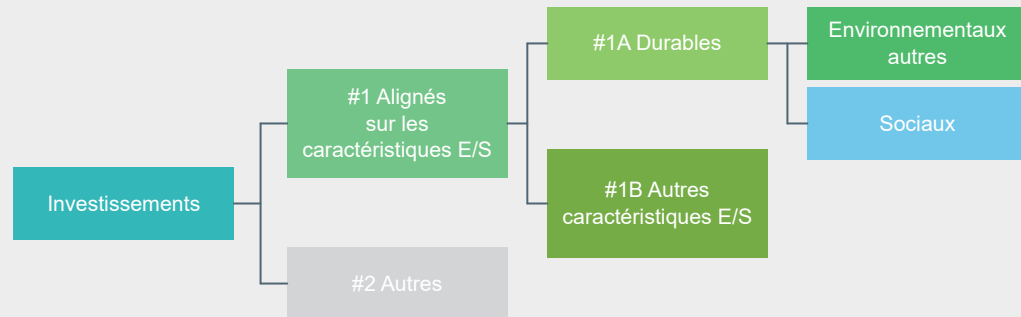 Investissements
#1 Alignés
sur les
caractéristiques E/S
#2 Autres
#1A Durables
#1B Autres
caractéristiques E/S
Environnementaux
autres
Sociaux